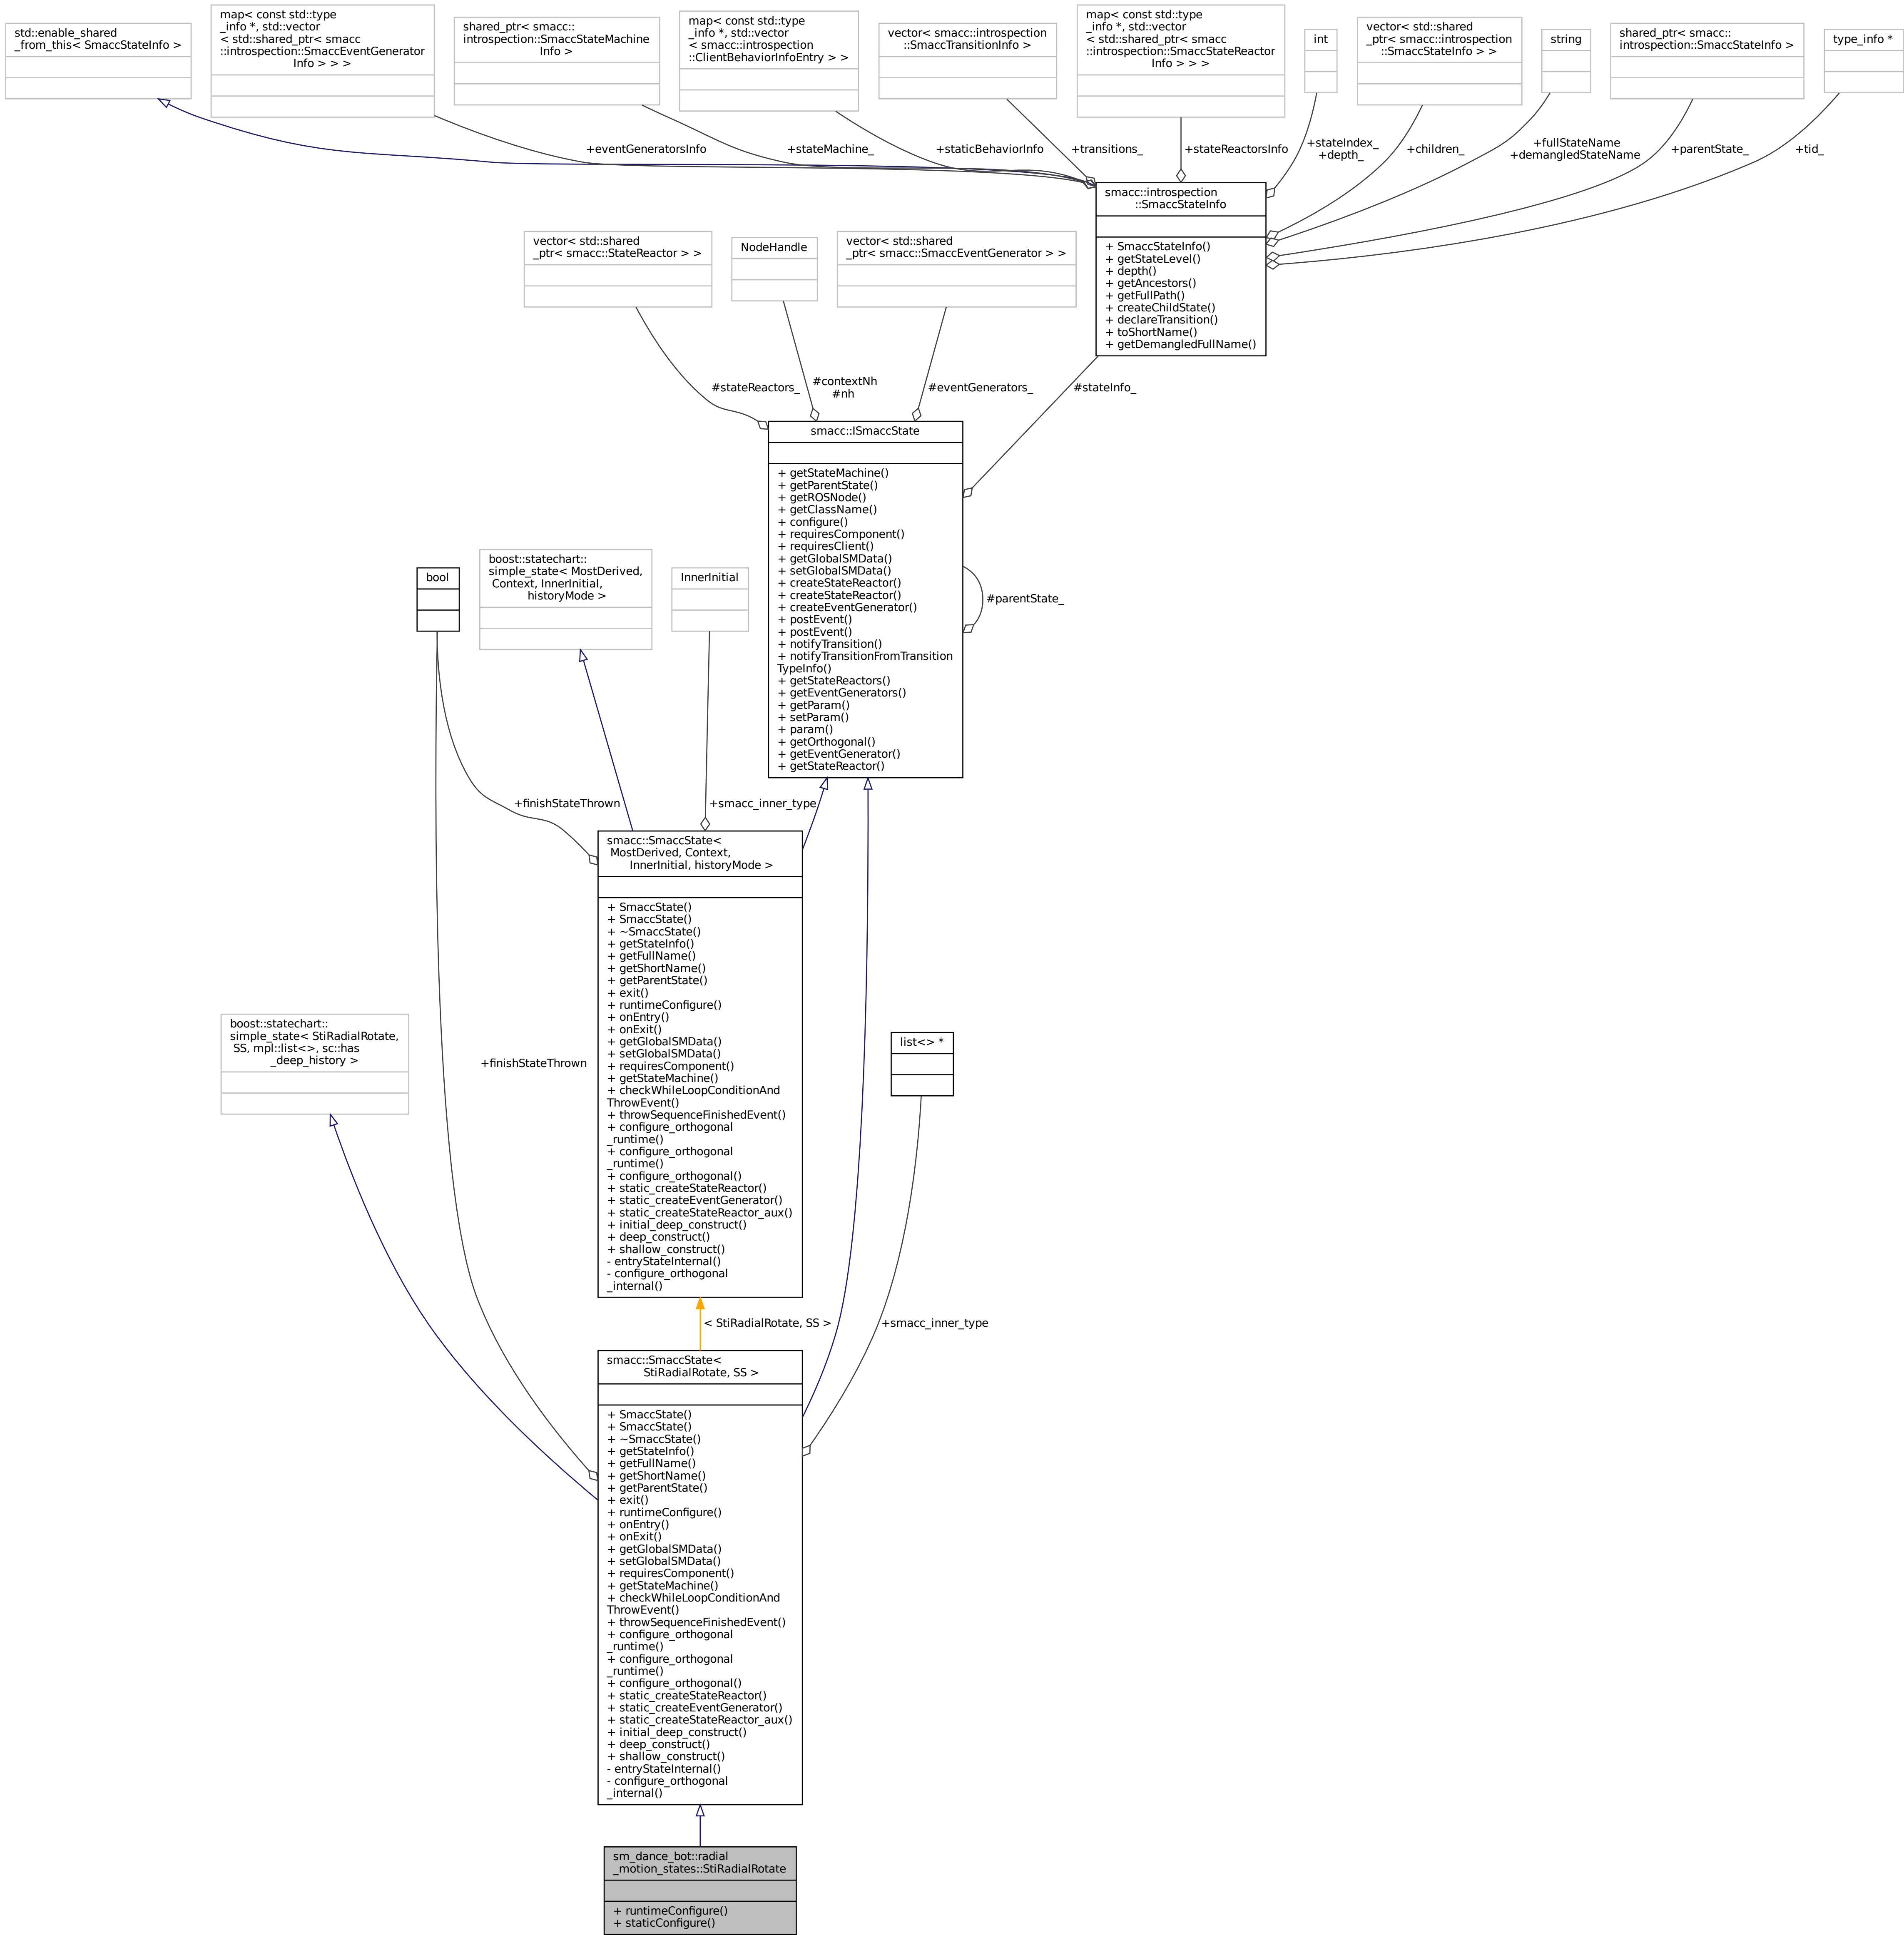 std::enable_shared
_from_this< SmaccStateInfo >
map< const std::type
_info *, std::vector
< std::shared_ptr< smacc
::introspection::SmaccEventGenerator
Info > > >
shared_ptr< smacc::
introspection::SmaccStateMachine
Info >
map< const std::type
_info *, std::vector
< smacc::introspection
::ClientBehaviorInfoEntry > >
vector< smacc::introspection
::SmaccTransitionInfo >
map< const std::type
_info *, std::vector
< std::shared_ptr< smacc
::introspection::SmaccStateReactor
Info > > >
int
vector< std::shared
_ptr< smacc::introspection
::SmaccStateInfo > >
string
shared_ptr< smacc::
introspection::SmaccStateInfo >
type_info *
+eventGeneratorsInfo
+stateMachine_
+staticBehaviorInfo
+transitions_
+stateReactorsInfo
+stateIndex_
+depth_
+children_
+fullStateName
+demangledStateName
+parentState_
+tid_
smacc::introspection
::SmaccStateInfo
+ SmaccStateInfo()
+ getStateLevel()
+ depth()
+ getAncestors()
+ getFullPath()
+ createChildState()
+ declareTransition()
+ toShortName()
+ getDemangledFullName()
vector< std::shared
_ptr< smacc::StateReactor > >
NodeHandle
vector< std::shared
_ptr< smacc::SmaccEventGenerator > >
#stateReactors_
#contextNh
#nh
#eventGenerators_
#stateInfo_
smacc::ISmaccState
+ getStateMachine()
+ getParentState()
+ getROSNode()
+ getClassName()
+ configure()
+ requiresComponent()
+ requiresClient()
+ getGlobalSMData()
+ setGlobalSMData()
+ createStateReactor()
+ createStateReactor()
+ createEventGenerator()
+ postEvent()
+ postEvent()
+ notifyTransition()
+ notifyTransitionFromTransition
TypeInfo()
+ getStateReactors()
+ getEventGenerators()
+ getParam()
+ setParam()
+ param()
+ getOrthogonal()
+ getEventGenerator()
+ getStateReactor()
#parentState_
bool
boost::statechart::
simple_state< MostDerived,
Context, InnerInitial,
historyMode >
InnerInitial
+finishStateThrown
+smacc_inner_type
smacc::SmaccState<
MostDerived, Context,
InnerInitial, historyMode >
+ SmaccState()
+ SmaccState()
+ ~SmaccState()
+ getStateInfo()
+ getFullName()
+ getShortName()
+ getParentState()
+ exit()
+ runtimeConfigure()
+ onEntry()
+ onExit()
+ getGlobalSMData()
+ setGlobalSMData()
+ requiresComponent()
+ getStateMachine()
+ checkWhileLoopConditionAnd
ThrowEvent()
+ throwSequenceFinishedEvent()
+ configure_orthogonal
_runtime()
+ configure_orthogonal
_runtime()
+ configure_orthogonal()
+ static_createStateReactor()
+ static_createEventGenerator()
+ static_createStateReactor_aux()
+ initial_deep_construct()
+ deep_construct()
+ shallow_construct()
- entryStateInternal()
- configure_orthogonal
_internal()
boost::statechart::
simple_state< StiRadialRotate,
SS, mpl::list<>, sc::has
_deep_history >
+finishStateThrown
list<> *
< StiRadialRotate, SS >
+smacc_inner_type
smacc::SmaccState<
StiRadialRotate, SS >
+ SmaccState()
+ SmaccState()
+ ~SmaccState()
+ getStateInfo()
+ getFullName()
+ getShortName()
+ getParentState()
+ exit()
+ runtimeConfigure()
+ onEntry()
+ onExit()
+ getGlobalSMData()
+ setGlobalSMData()
+ requiresComponent()
+ getStateMachine()
+ checkWhileLoopConditionAnd
ThrowEvent()
+ throwSequenceFinishedEvent()
+ configure_orthogonal
_runtime()
+ configure_orthogonal
_runtime()
+ configure_orthogonal()
+ static_createStateReactor()
+ static_createEventGenerator()
+ static_createStateReactor_aux()
+ initial_deep_construct()
+ deep_construct()
+ shallow_construct()
- entryStateInternal()
- configure_orthogonal
_internal()
sm_dance_bot::radial
_motion_states::StiRadialRotate
+ runtimeConfigure()
+ staticConfigure()